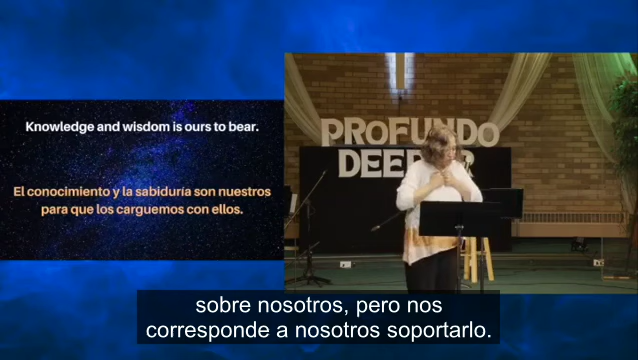 Knowledge and wisdom is ours to bear.
El conocimiento y la sabiduría son nuestros
para que los carguemos con ellos.
PROFUNDO
DEEPER
sobre nosotros, pero nos
corresponde a nosotros soportarlo.